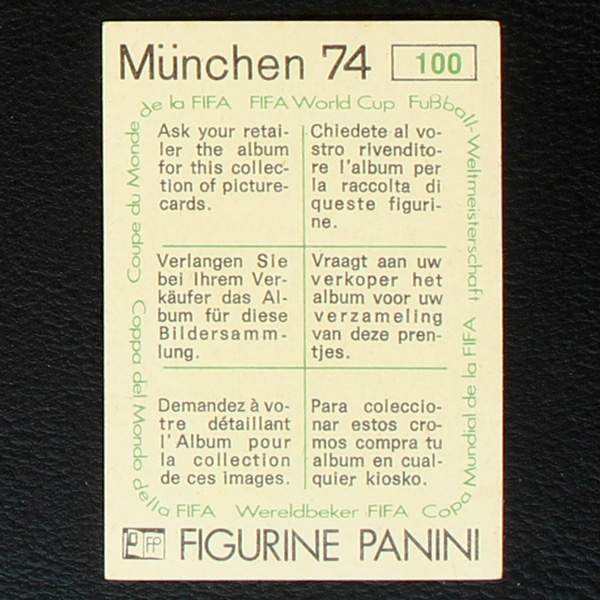 München 74 100
Coupe du Monde de la FIFA FIFA World Cup Fußball-Weltmeisterschaft
Ask your retai-
ler the album
for this collec-
tion of picture-
cards.
Chiedete al vo-
stro rivendito-
re l'album per
la raccolta di
queste figuri-
ne.
Verlangen Sie
bei Ihrem Ver-
käufer das Al-
bum für diese
Bildersamm-
lung.
Vraagt aan uw
verkoper het
album voor uw
verzameling
van deze pren-
tjes.
Demandez à vo-
tre détaillant
l'Album pour
la collection
de ces images.
Para coleccio-
nar estos cro-
mos compra tu
album en cual-
quier kiosko.
Coppa del Mondo della FIFA Wereldbeker FIFA Copa Mundial de la FIFA
FP FIGURINE PANINI